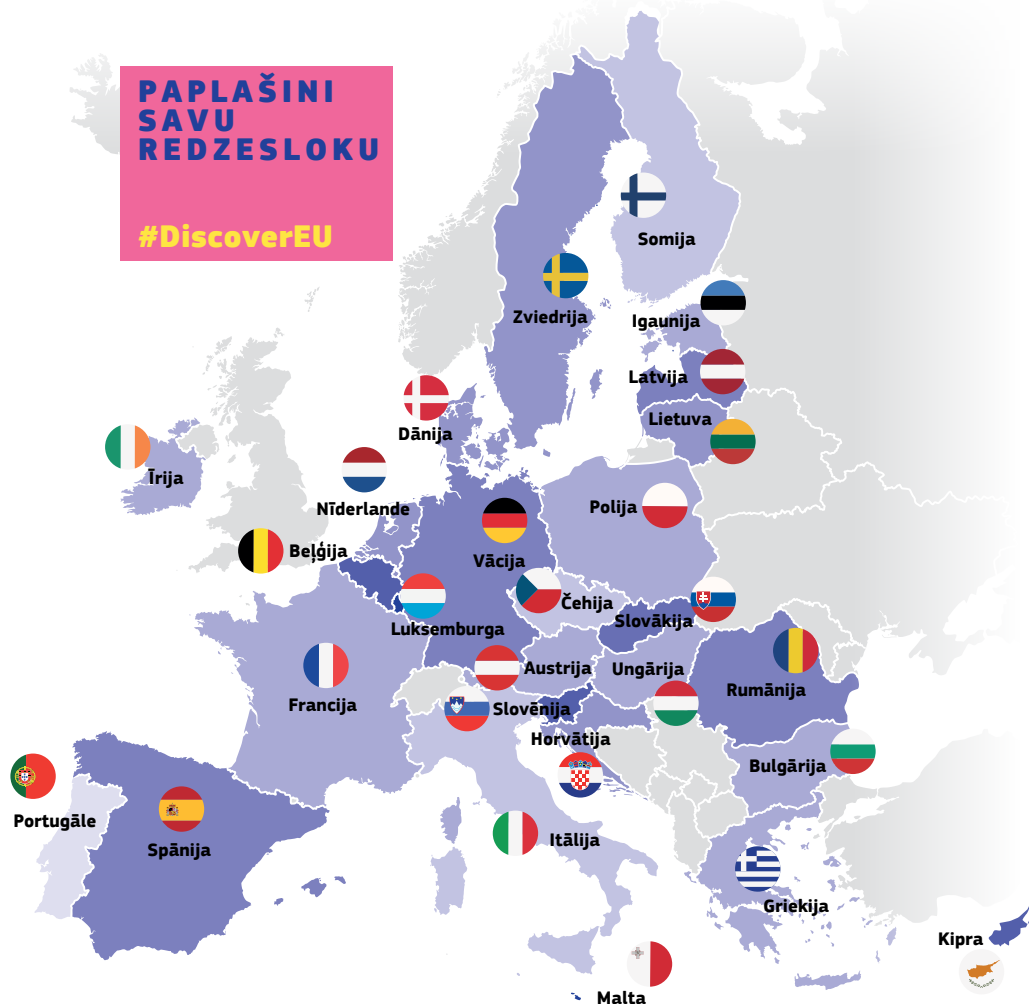 PAPLAŠINI
SAVU
REDZESLOKU
#DiscoverEU
Somija
Zviedrija
Igaunija
Latvija
Lietuva
Dānija
Īrija
Nīderlande
Polija
Beļģija
Vācija
Čehija
Slovākija
Luksemburga
Austrija
Ungārija
Rumānija
Francija
Slovēnija
Horvātija
Bulgārija
Portugāle
Itālija
Spānija
Griekija
Kipra
Malta